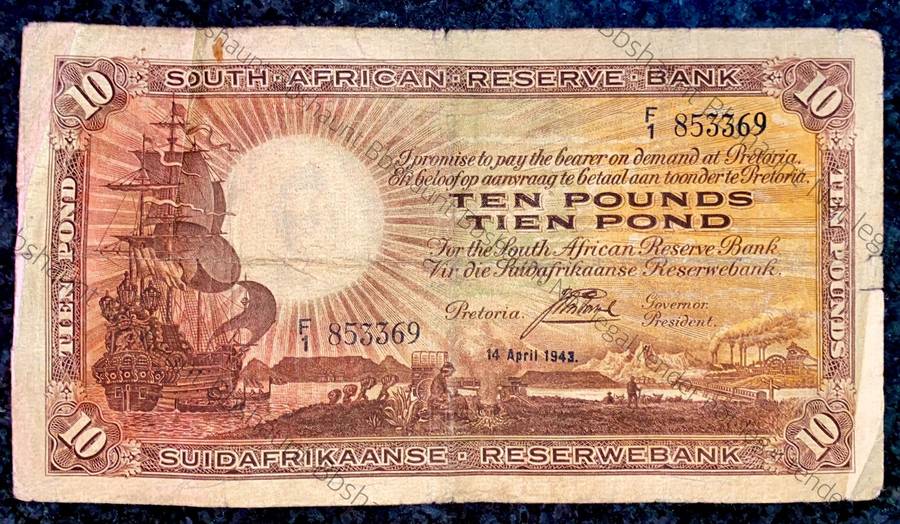 10 SOUTH · AFRICAN · RESERVE · BANK 10
F/1 853369
I promise to pay the bearer on demand at Pretoria.
Ek beloof op aanvraag te betaal aan toonder te Pretoria.
TEN POUNDS
TIEN POND
For the South African Reserve Bank
Vir die Suidafrikaanse Reserwebank.
Pretoria.
Governor.
President.
F/1 853369
14 April 1943.
TIEN POND
TEN POUNDS
10 SUIDAFRIKAANSE · RESERWEBANK 10